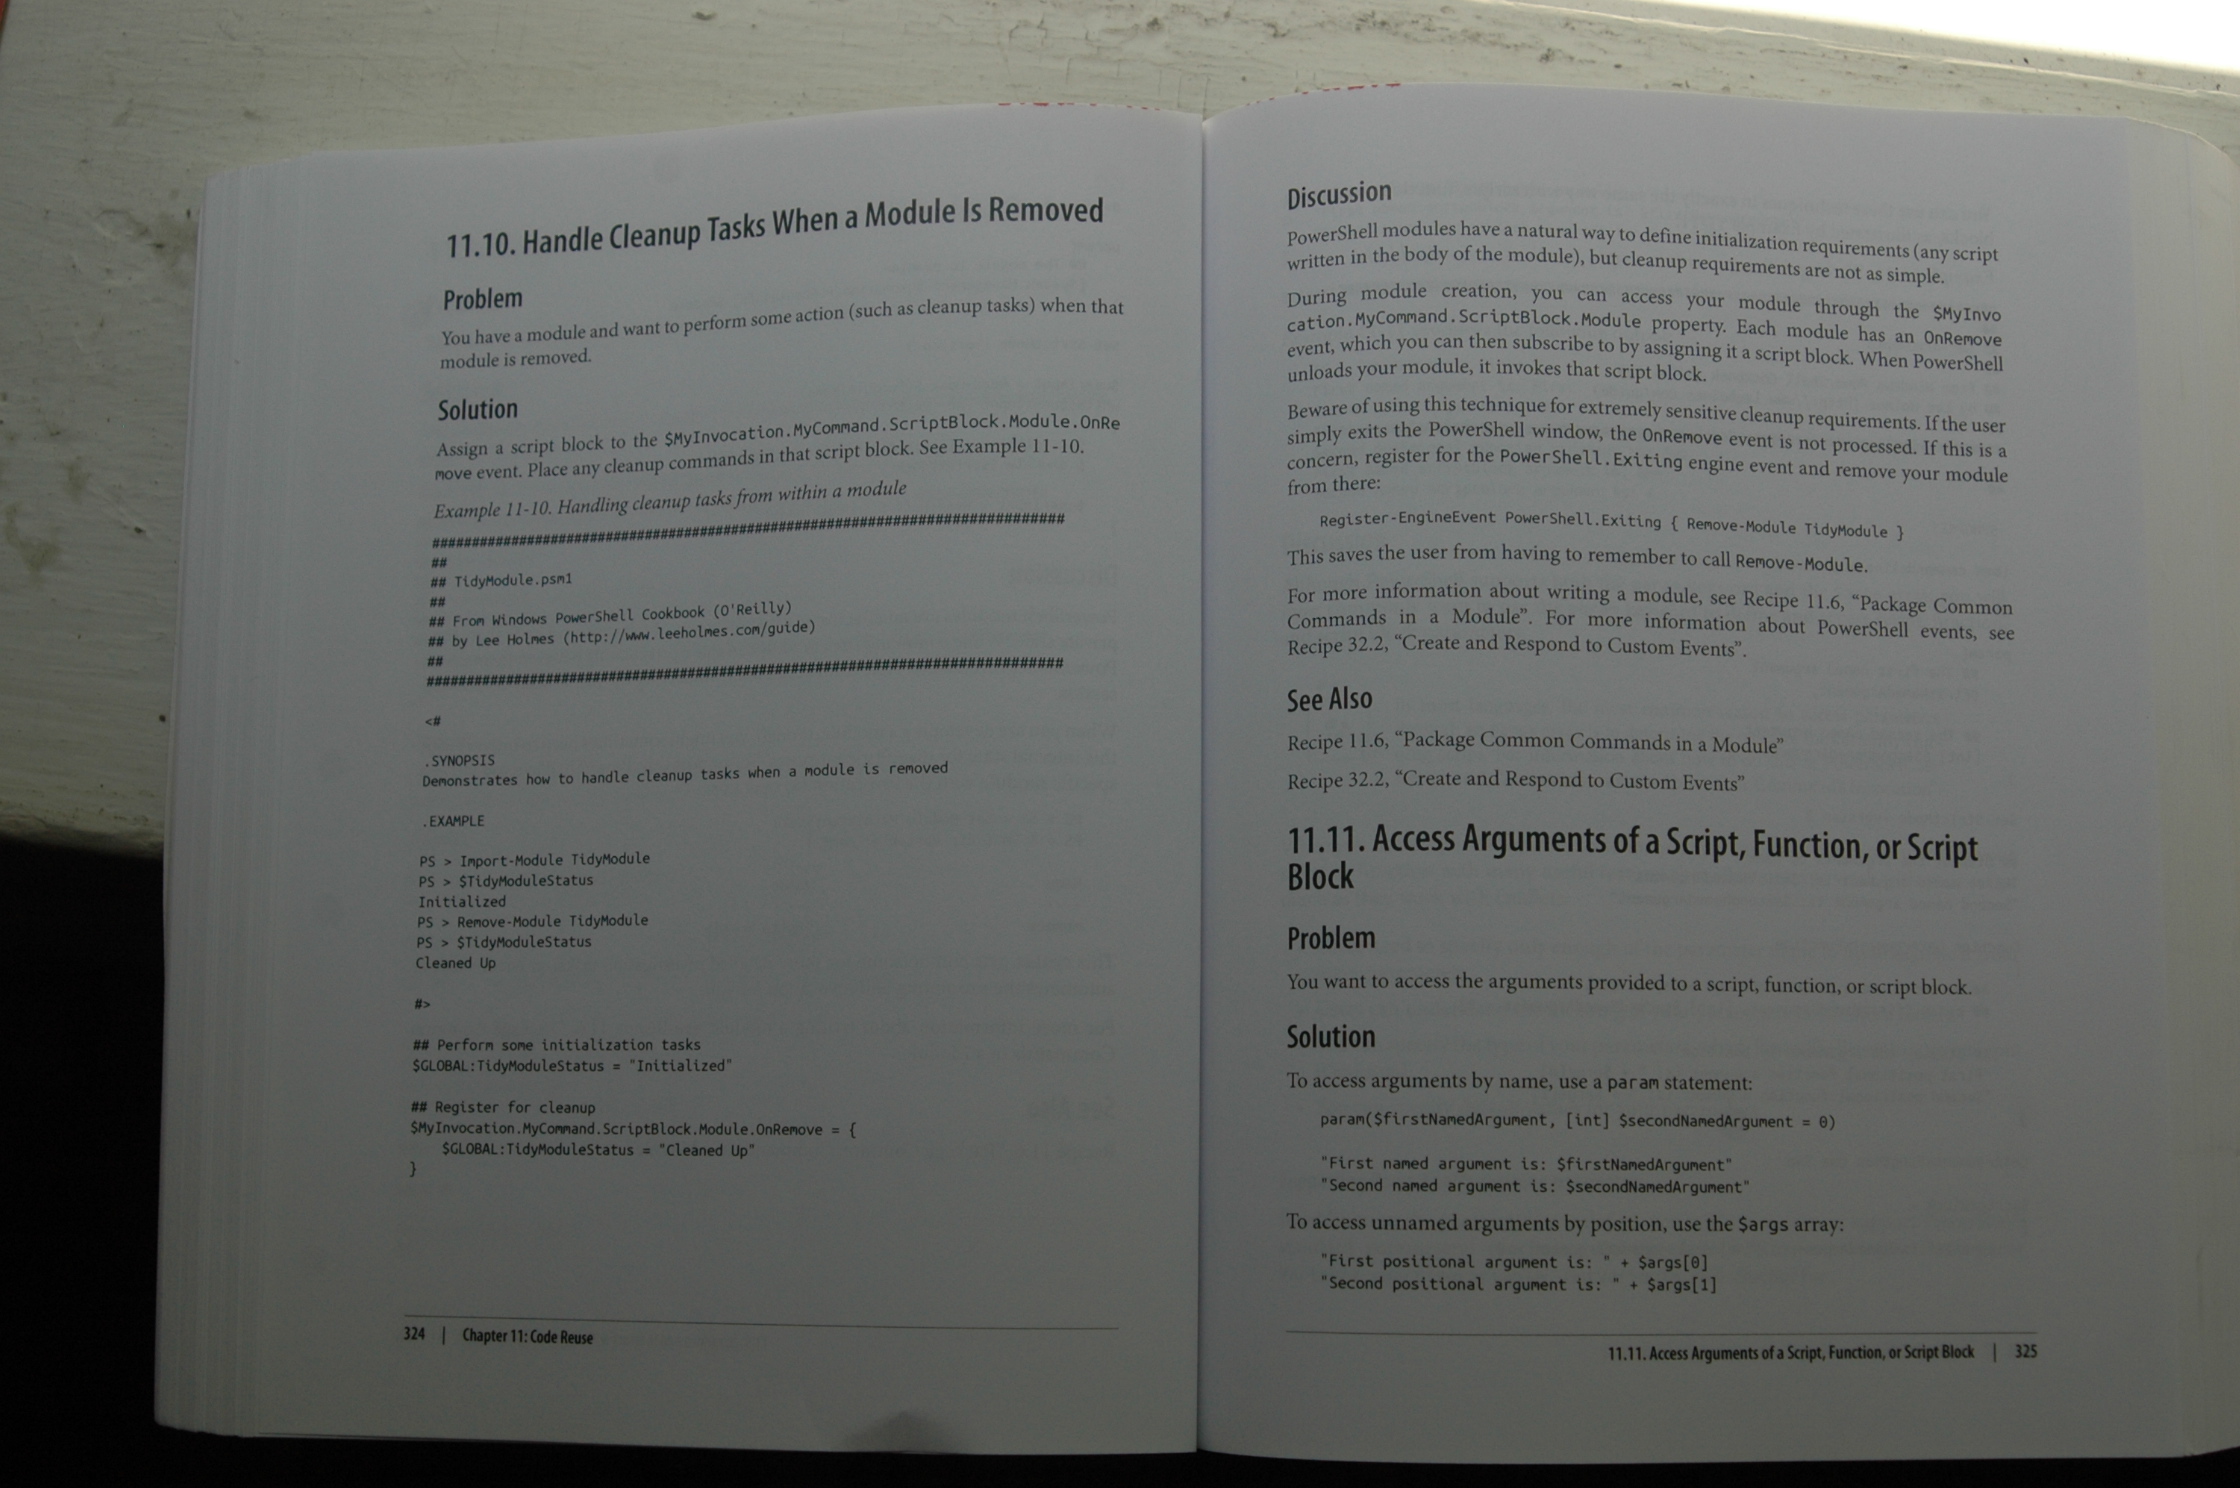 11.10. Handle Cleanup Tasks When a Module Is Removed
Problem
You have a module and want to perform some action (such as cleanup tasks) when that
module is removed.
Solution
Assign a script block to the $MyInvocation.MyCommand.ScriptBlock.Module.OnRe
move event. Place any cleanup commands in that script block. See Example 11-10.
Example 11-10. Handling cleanup tasks from within a module
##############################################################################
##
## TidyModule.psm1
##
## From Windows PowerShell Cookbook (O'Reilly)
## by Lee Holmes (http://www.leeholmes.com/guide)
##
##############################################################################
<#
.SYNOPSIS
Demonstrates how to handle cleanup tasks when a module is removed
.EXAMPLE
PS > Import-Module TidyModule
PS > $TidyModuleStatus
Initialized
PS > Remove-Module TidyModule
PS > $TidyModuleStatus
Cleaned Up
#>
## Perform some initialization tasks
$GLOBAL:TidyModuleStatus = "Initialized"
## Register for cleanup
$MyInvocation.MyCommand.ScriptBlock.Module.OnRemove = {
    $GLOBAL:TidyModuleStatus = "Cleaned Up"
}
324 | Chapter 11: Code Reuse
Discussion
PowerShell modules have a natural way to define initialization requirements (any script
written in the body of the module), but cleanup requirements are not as simple.
During module creation, you can access your module through the $MyInvo
cation.MyCommand.ScriptBlock.Module property. Each module has an OnRemove
event, which you can then subscribe to by assigning it a script block. When PowerShell
unloads your module, it invokes that script block.
Beware of using this technique for extremely sensitive cleanup requirements. If the user
simply exits the PowerShell window, the OnRemove event is not processed. If this is a
concern, register for the PowerShell.Exiting engine event and remove your module
from there:
Register-EngineEvent PowerShell.Exiting { Remove-Module TidyModule }
This saves the user from having to remember to call Remove-Module.
For more information about writing a module, see Recipe 11.6, “Package Common
Commands in a Module”. For more information about PowerShell events, see
Recipe 32.2, “Create and Respond to Custom Events”.
See Also
Recipe 11.6, “Package Common Commands in a Module”
Recipe 32.2, “Create and Respond to Custom Events”
11.11. Access Arguments of a Script, Function, or Script
Block
Problem
You want to access the arguments provided to a script, function, or script block.
Solution
To access arguments by name, use a param statement:
param($firstNamedArgument, [int] $secondNamedArgument = 0)
"First named argument is: $firstNamedArgument"
"Second named argument is: $secondNamedArgument"
To access unnamed arguments by position, use the $args array:
"First positional argument is: " + $args[0]
"Second positional argument is: " + $args[1]
11.11. Access Arguments of a Script, Function, or Script Block | 325